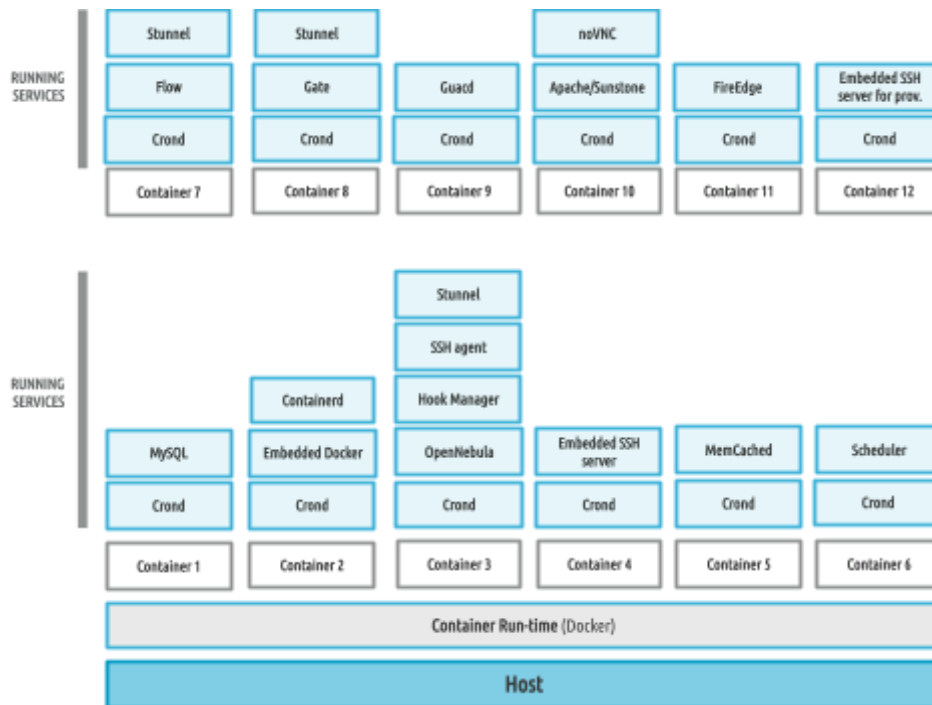 Stunnel
Stunnel
noVNC
RUNNING
SERVICES
Flow
Gate
Guacd
Apache/Sunstone
FireEdge
Embedded SSH
server for prov.
Crond
Crond
Crond
Crond
Crond
Crond
Container 7
Container 8
Container 9
Container 10
Container 11
Container 12
Stunnel
SSH agent
RUNNING
SERVICES
Containerd
Hook Manager
MySQL
Embedded Docker
OpenNebula
Embedded SSH
server
MemCached
Scheduler
Crond
Crond
Crond
Crond
Crond
Crond
Container 1
Container 2
Container 3
Container 4
Container 5
Container 6
Container Run-time (Docker)
Host